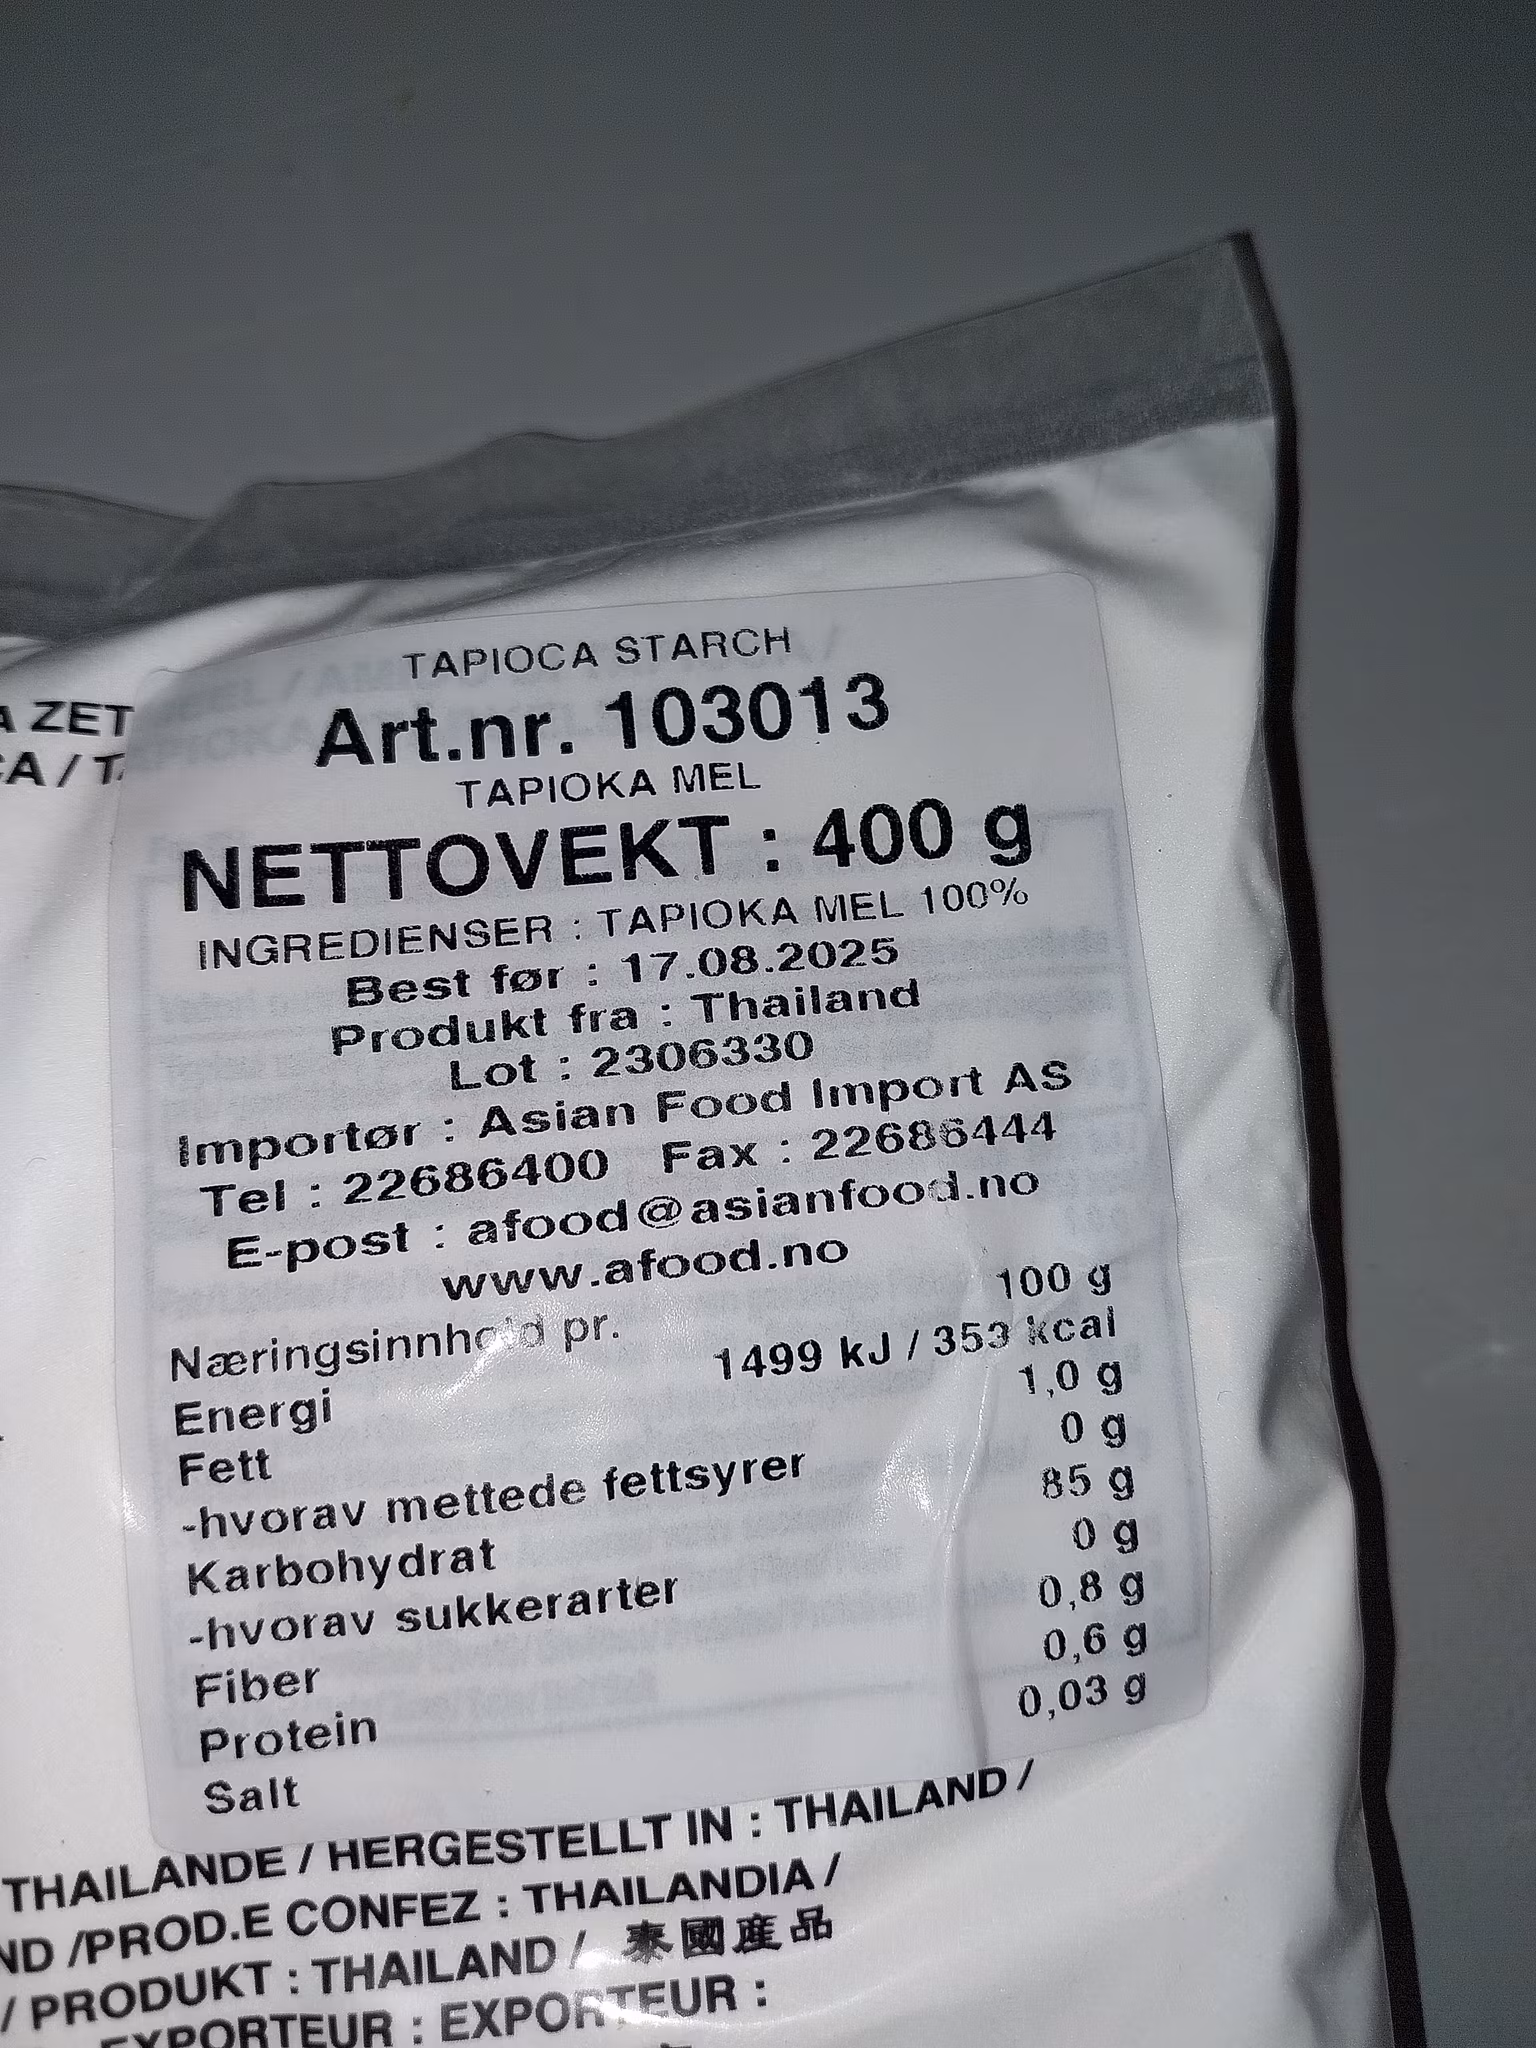 A ZET
CA / TA
TAPIOCA STARCH
Art.nr. 103013
TAPIOKA MEL
NETTOVEKT : 400 g
INGREDIENSER : TAPIOKA MEL 100%
Best før : 17.08.2025
Produkt fra : Thailand
Lot : 2306330
Importør : Asian Food Import AS
Tel : 22686400 Fax : 22686444
E-post : afood@asianfood.no
www.afood.no
Næringsinnhold pr. 100 g
Energi 1499 kJ / 353 kcal
Fett 1,0 g
-hvorav mettede fettsyrer 0 g
Karbohydrat 85 g
-hvorav sukkerarter 0 g
Fiber 0,8 g
Protein 0,6 g
Salt 0,03 g
THAILANDE / HERGESTELLT IN : THAILAND /
ND /PROD.E CONFEZ : THAILANDIA /
/ PRODUKT : THAILAND / 泰國産品
EXPORTEUR : EXPORTEUR :